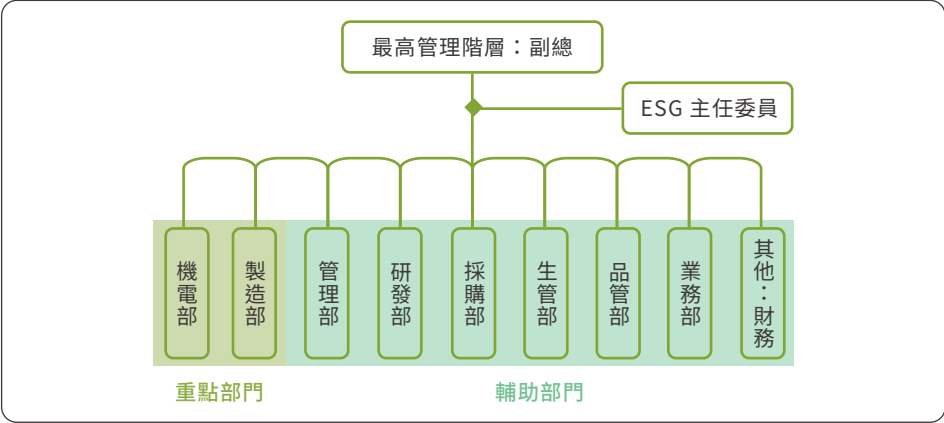 最高管理階層：副總
ESG 主任委員
機電部
製造部
管理部
研發部
採購部
生管部
品管部
業務部
其他：財務
重點部門
輔助部門